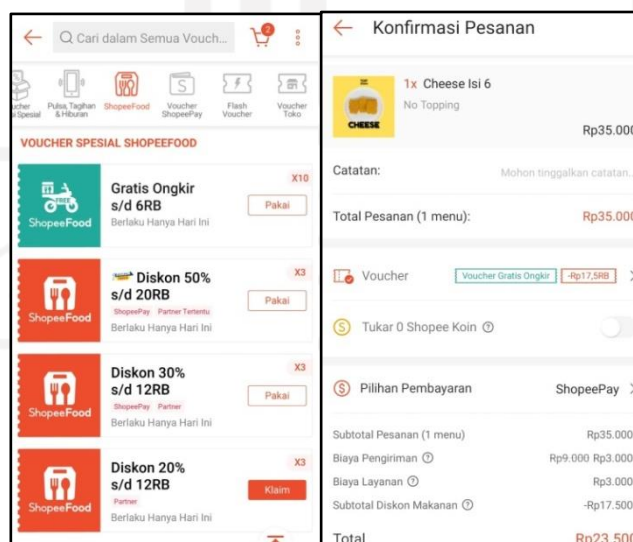 Cari dalam Semua Vouch...
2
ucher
i Spesial
Pulsa, Tagihan
& Hiburan
ShopeeFood
Voucher
ShopeePay
Flash
Voucher
Voucher
Toko
VOUCHER SPESIAL SHOPEEFOOD
FREE
ShopeeFood
Gratis Ongkir
s/d 6RB
Berlaku Hanya Hari Ini
X10
Pakai
ShopeeFood
Diskon 50%
s/d 20RB
ShopeePay Partner Tertentu
Berlaku Hanya Hari Ini
X3
Pakai
ShopeeFood
Diskon 30%
s/d 12RB
ShopeePay Partner
Berlaku Hanya Hari Ini
X3
Pakai
ShopeeFood
Diskon 20%
s/d 12RB
Partner
Berlaku Hanya Hari Ini
X3
Klaim
Konfirmasi Pesanan
CHEESE
1x Cheese Isi 6
No Topping
Rp35.000
Catatan: Mohon tinggalkan catatan..
Total Pesanan (1 menu): Rp35.000
Voucher Voucher Gratis Ongkir -Rp17,5RB
Tukar 0 Shopee Koin
Pilihan Pembayaran ShopeePay
Subtotal Pesanan (1 menu) Rp35.000
Biaya Pengiriman Rp9.000 Rp3.000
Biaya Layanan Rp3.000
Subtotal Diskon Makanan -Rp17.500
Total Rp23.500